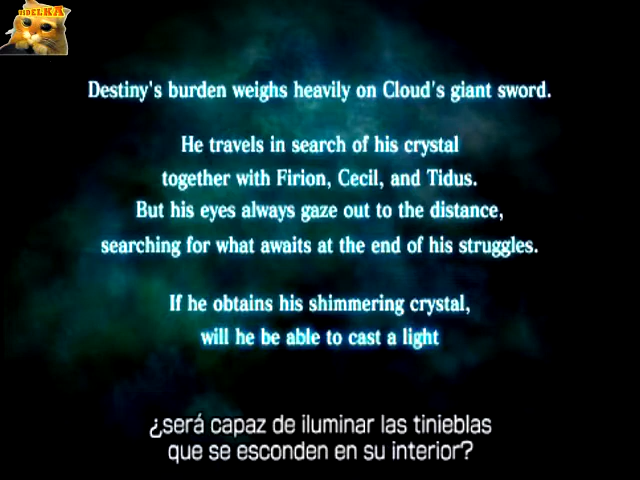 DIDELKA
Destiny's burden weighs heavily on Cloud's giant sword.
He travels in search of his crystal
together with Firion, Cecil, and Tidus.
But his eyes always gaze out to the distance,
searching for what awaits at the end of his struggles.
If he obtains his shimmering crystal,
will he be able to cast a light
¿será capaz de iluminar las tinieblas
que se esconden en su interior?